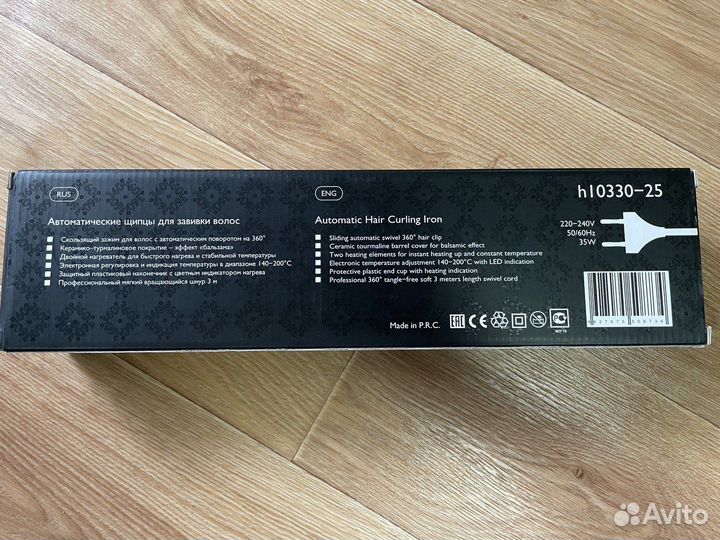 RUS
Автоматические щипцы для завивки волос
Скользящий зажим для волос с автоматическим поворотом на 360°
Керамико-турмалиновое покрытие – эффект «бальзама»
Двойной нагреватель для быстрого нагрева и стабильной температуры
Электронная регулировка и индикация температуры в диапазоне 140-200°C
Защитный пластиковый наконечник с цветным индикатором нагрева
Профессиональный мягкий вращающийся шнур 3 м
ENG
Automatic Hair Curling Iron
Sliding automatic swivel 360° hair clip
Ceramic tourmaline barrel cover for balsamic effect
Two heating elements for instant heating up and constant temperature
Electronic temperature adjustment 140-200°C with LED indication
Protective plastic end cup with heating indication
Professional 360° tangle-free soft 3 meters length swivel cord
h10330-25
220-240V
50/60Hz
35W
Made in P.R.C.
EAC CE
Avito